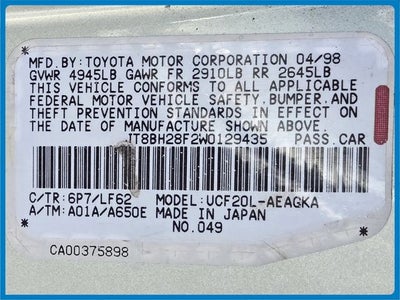 MFD.BY:TOYOTA MOTOR CORPORATION 04/98
GVWR 4945LB GAWR FR 2910LB RR 2645LB
THIS VEHICLE CONFORMS TO ALL APPLICABLE
FEDERAL MOTOR VEHICLE SAFETY,BUMPER,AND
THEFT PREVENTION STANDARDS IN EFFECT ON
THE DATE OF MANUFACTURE SHOWN ABOVE.
JT8BH28F2W0129435 PASS.CAR
C/TR:6P7/LF62 MODEL:UCF20L-AEAGKA
A/TM:A01A/A650E MADE IN JAPAN
NO.049
CA00375898